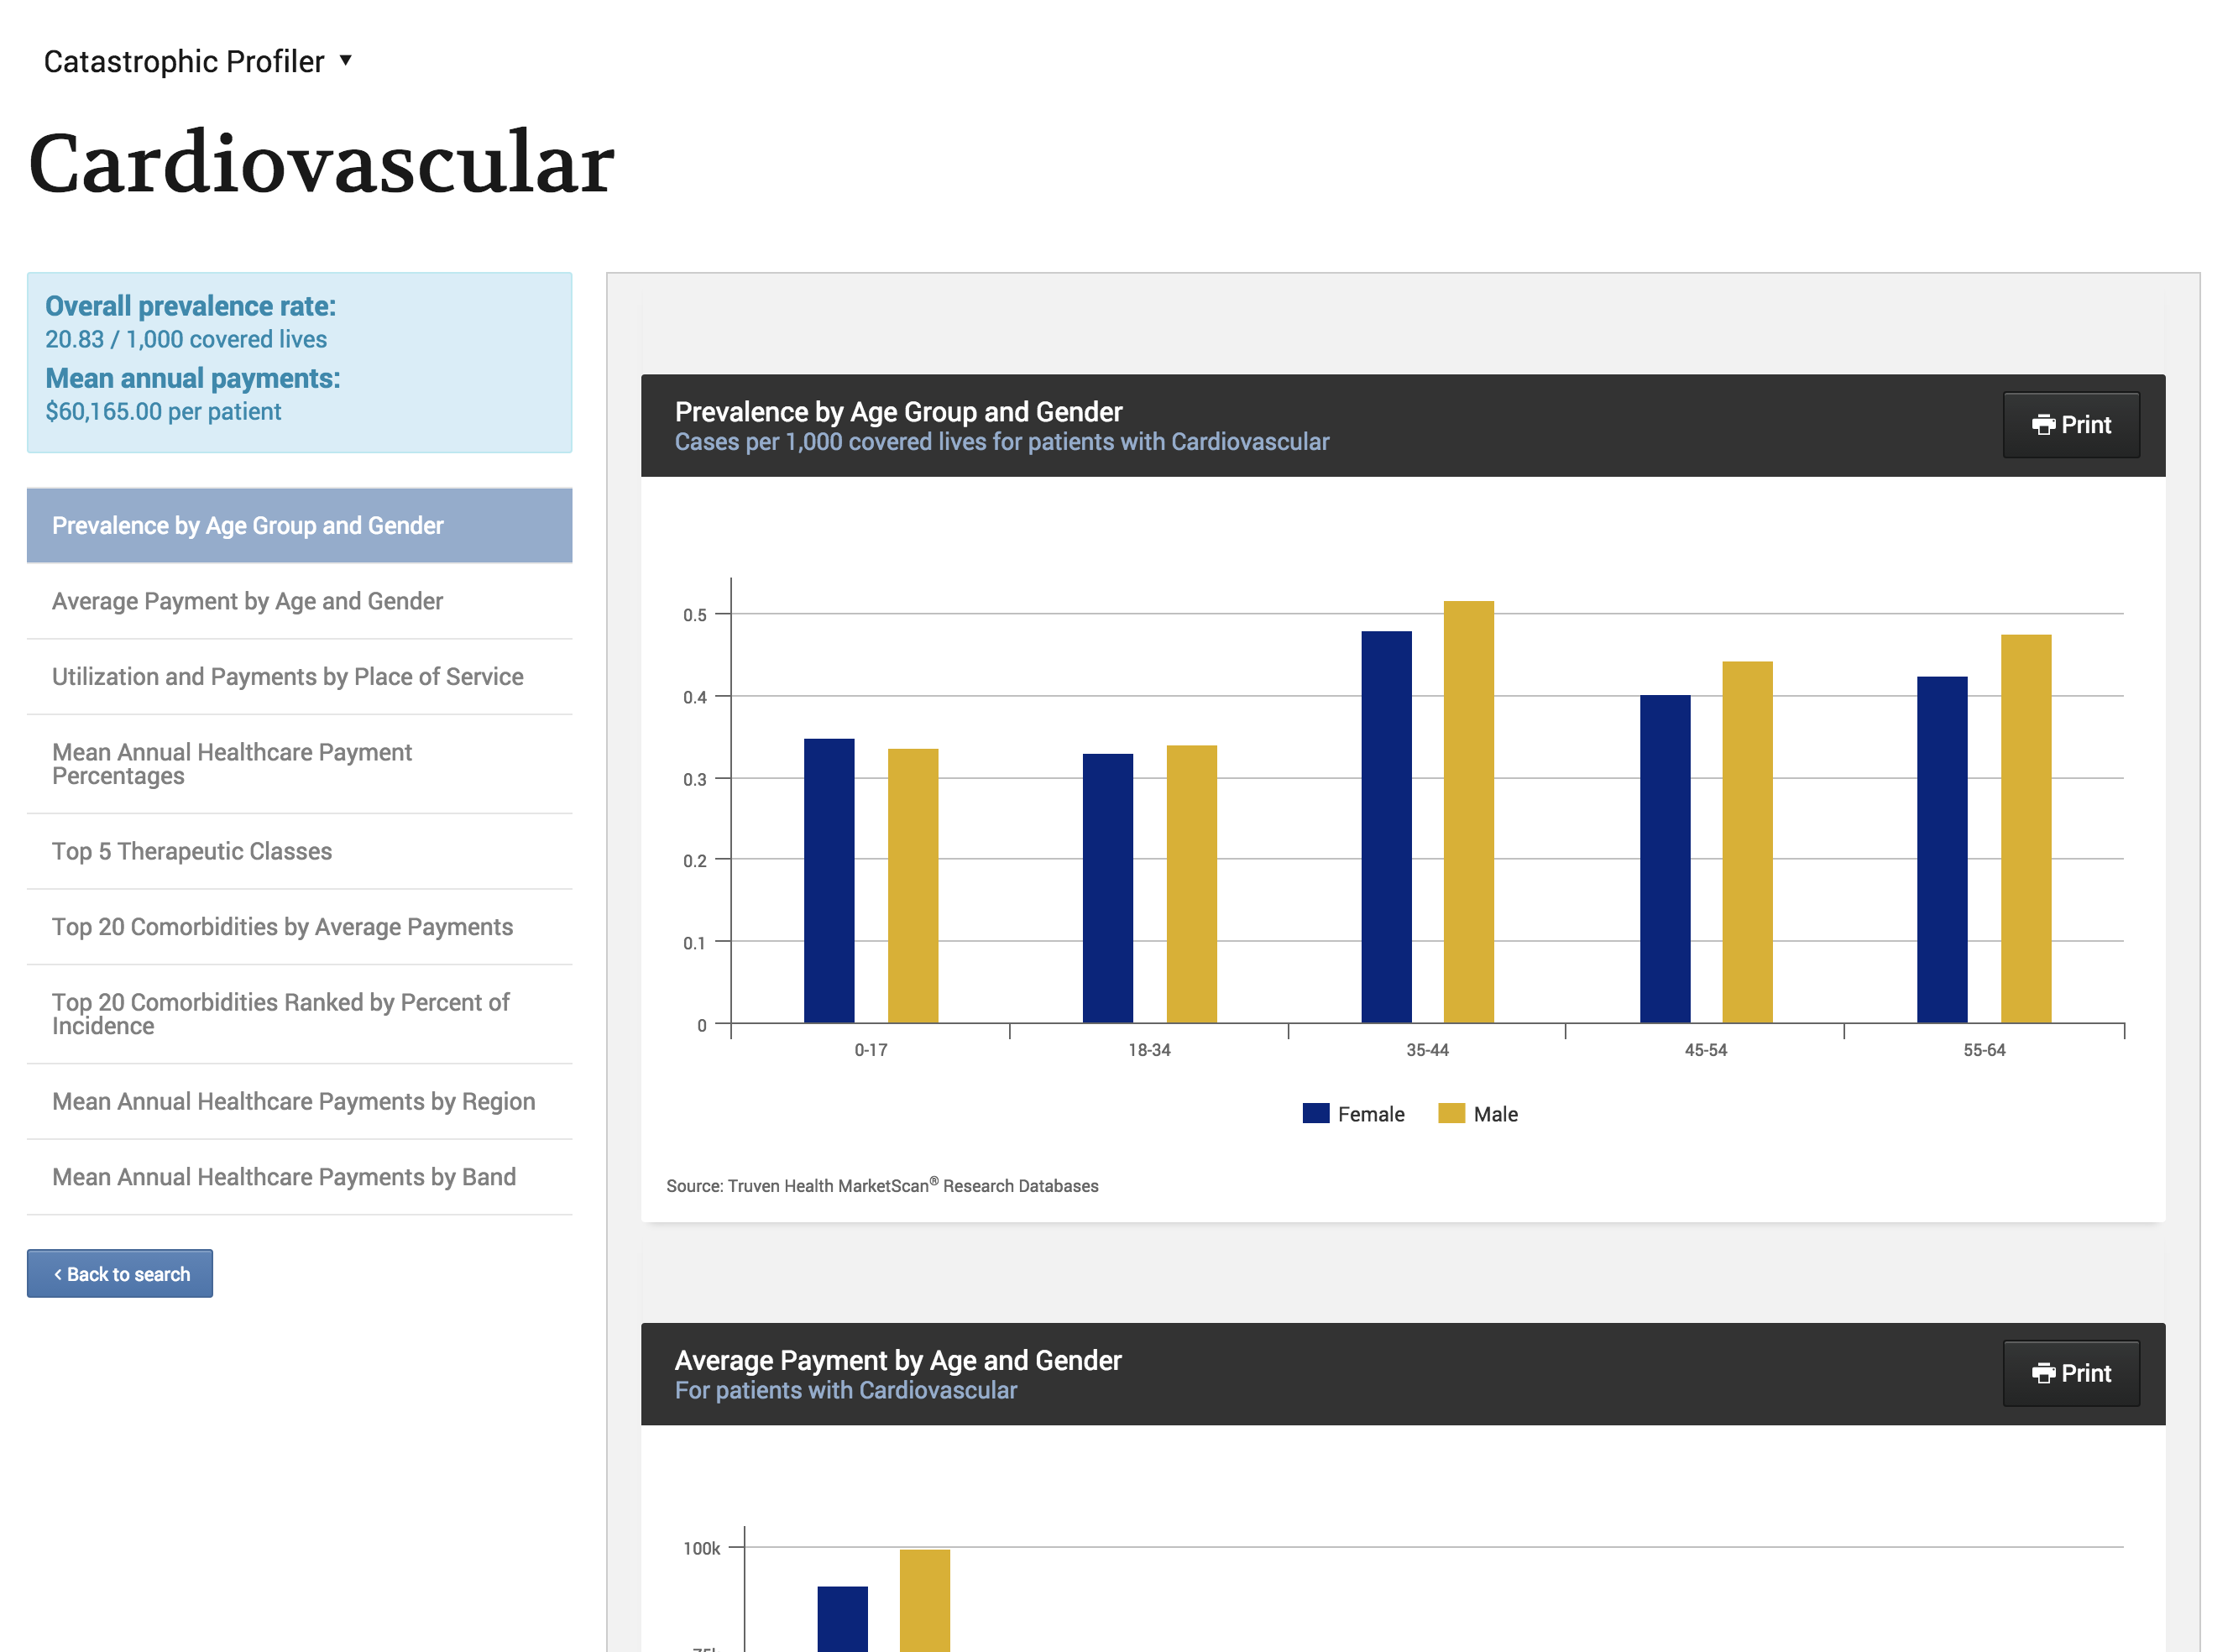 Catastrophic Profiler ▼
Cardiovascular
Overall prevalence rate:
20.83 / 1,000 covered lives
Mean annual payments:
$60,165.00 per patient
Prevalence by Age Group and Gender
Average Payment by Age and Gender
Utilization and Payments by Place of Service
Mean Annual Healthcare Payment
Percentages
Top 5 Therapeutic Classes
Top 20 Comorbidities by Average Payments
Top 20 Comorbidities Ranked by Percent of
Incidence
Mean Annual Healthcare Payments by Region
Mean Annual Healthcare Payments by Band
‹ Back to search
Prevalence by Age Group and Gender
Cases per 1,000 covered lives for patients with Cardiovascular
Print
0.5
0.4
0.3
0.2
0.1
0
0-17 18-34 35-44 45-54 55-64
Female Male
Source: Truven Health MarketScan® Research Databases
Average Payment by Age and Gender
For patients with Cardiovascular
Print
100k